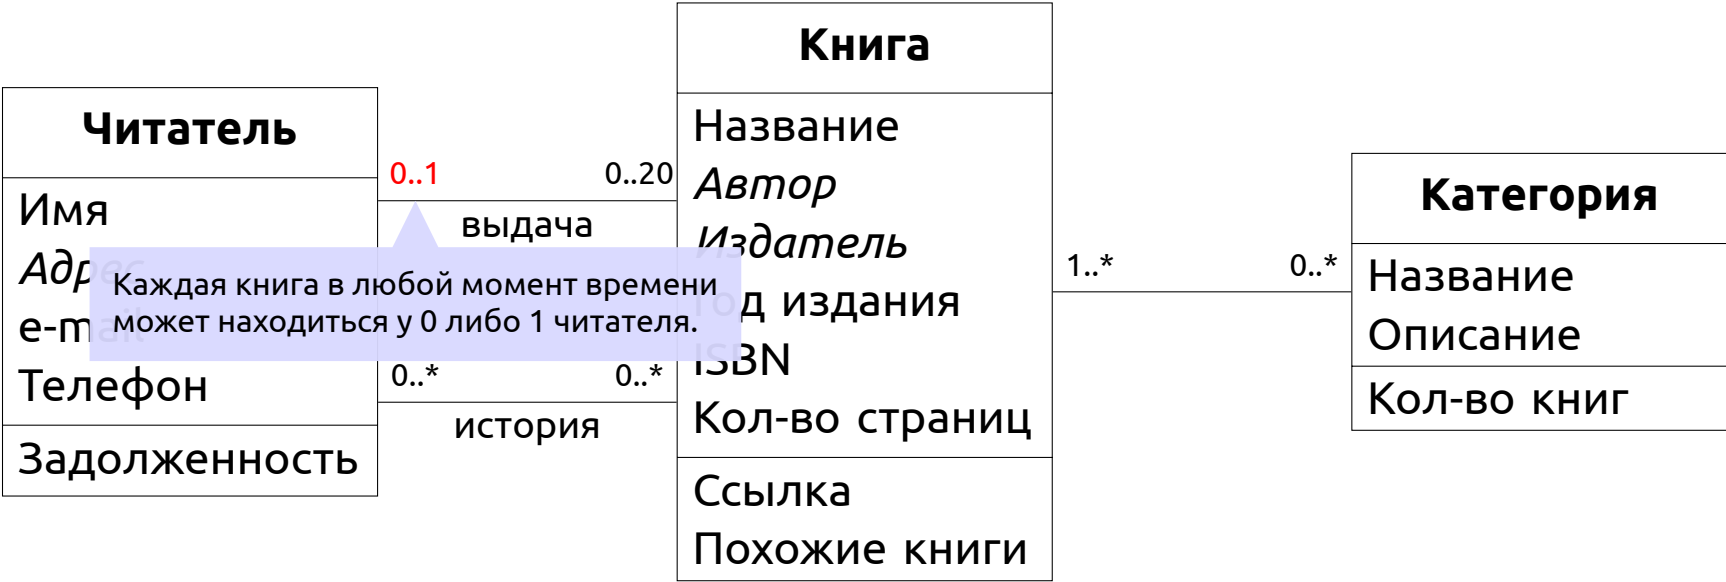 Читатель
Имя
Адрес
e-mail
Телефон
Задолженность
0..1
0..20
выдача
Каждая книга в любой момент времени
может находиться у 0 либо 1 читателя.
0..*
0..*
история
Книга
Название
Автор
Издатель
Год издания
ISBN
Кол-во страниц
Ссылка
Похожие книги
1..*
0..*
Категория
Название
Описание
Кол-во книг